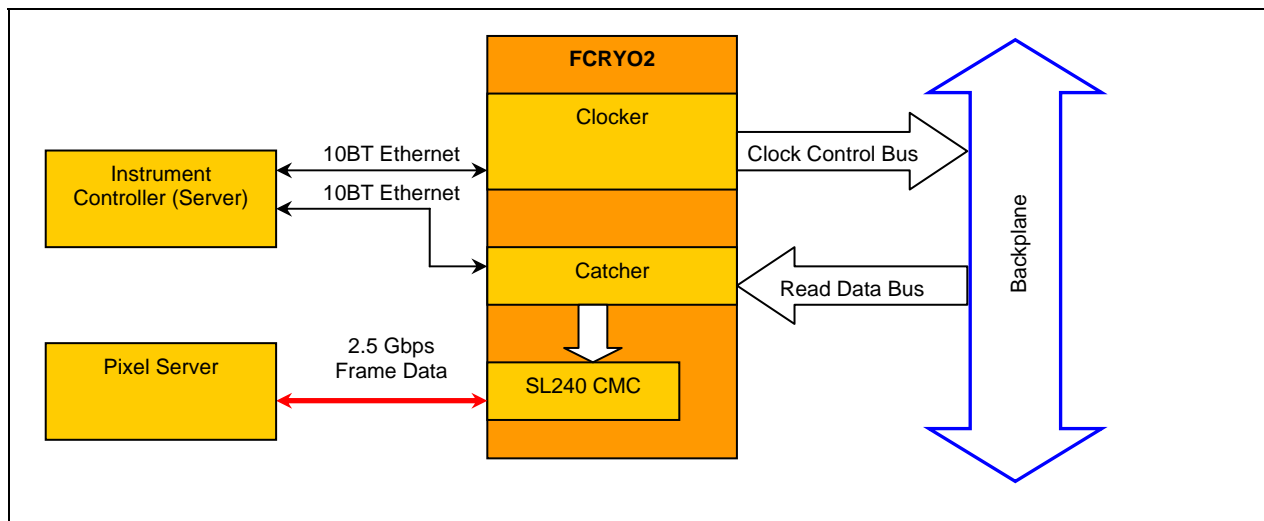 FCRYO2
Clocker
10BT Ethernet
Clock Control Bus
Instrument
Controller (Server)
10BT Ethernet
Catcher
Read Data Bus
Backplane
2.5 Gbps
Frame Data
Pixel Server
SL240 CMC